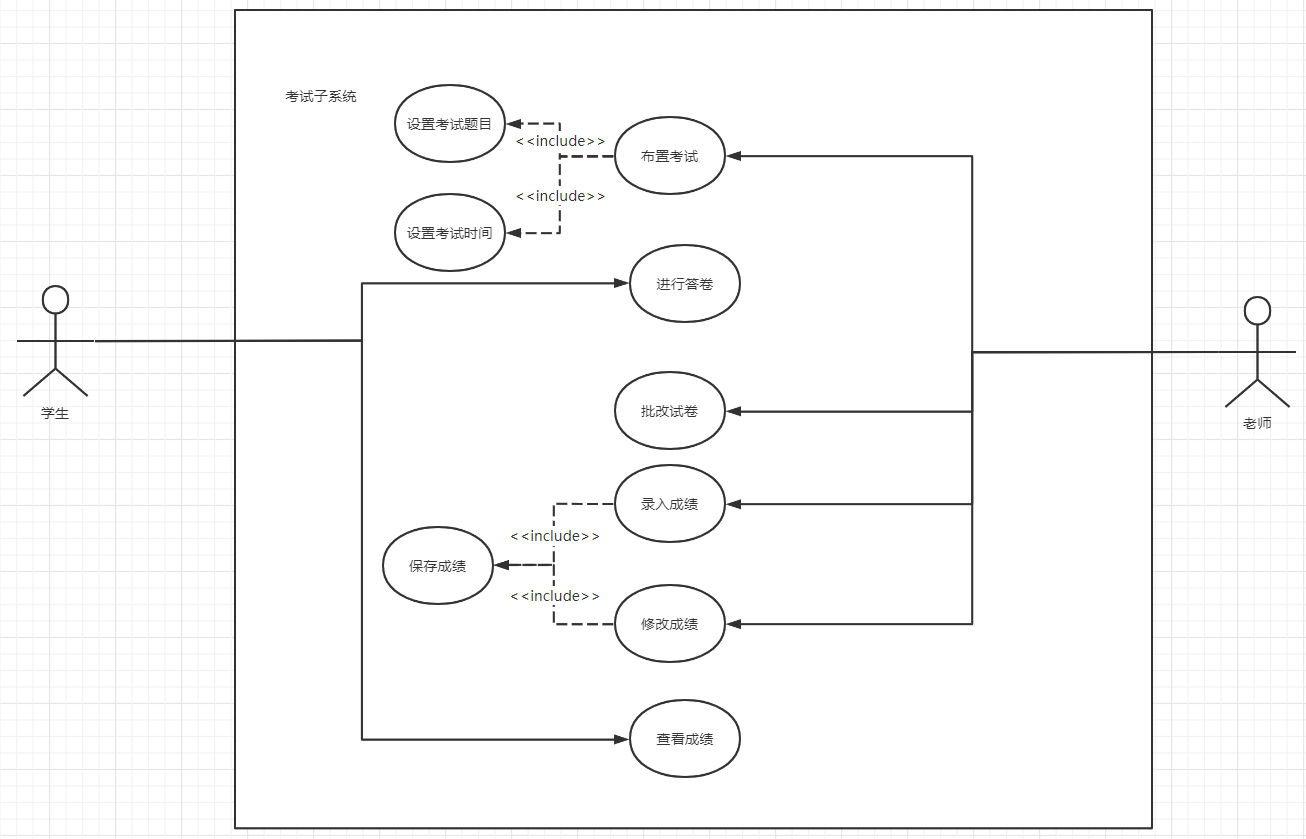 考试子系统
设置考试题目
<<include>>
布置考试
<<include>>
设置考试时间
进行答卷
学生
老师
批改试卷
录入成绩
<<include>>
保存成绩
<<include>>
修改成绩
查看成绩